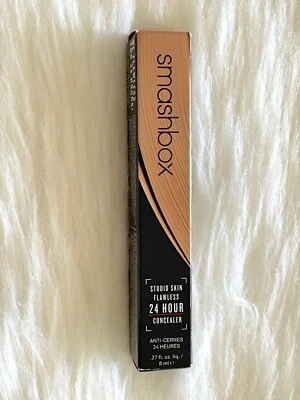 smashbox
STUDIO SKIN
FLAWLESS
24 HOUR
CONCEALER
ANTI-CERNES
24 HEURES
.27 fl. oz. liq. /
8 ml ℮